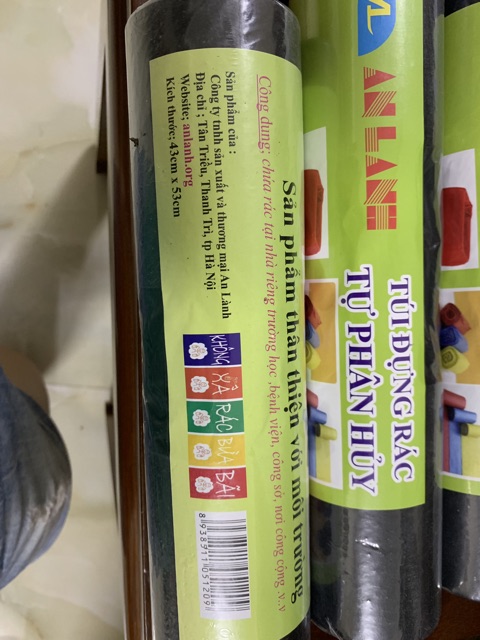 Sản phẩm thân thiện với môi trường
Công dụng; chứa rác tại nhà riêng trường học ,bệnh viện, công sở, nơi công cộng .v..v
Sản phẩm của :
Công ty tnhh sản xuất và thương mại An Lành
Địa chỉ ; Tân Triều, Thanh Trì, tp Hà Nội
Website; anlanh.org
Kích thước; 43cm x 53cm
KHÔNG XẢ RÁC BỪA BÃI
8938911051209
AN LANH
TÚI ĐỰNG RÁC
TỰ PHÂN HỦY